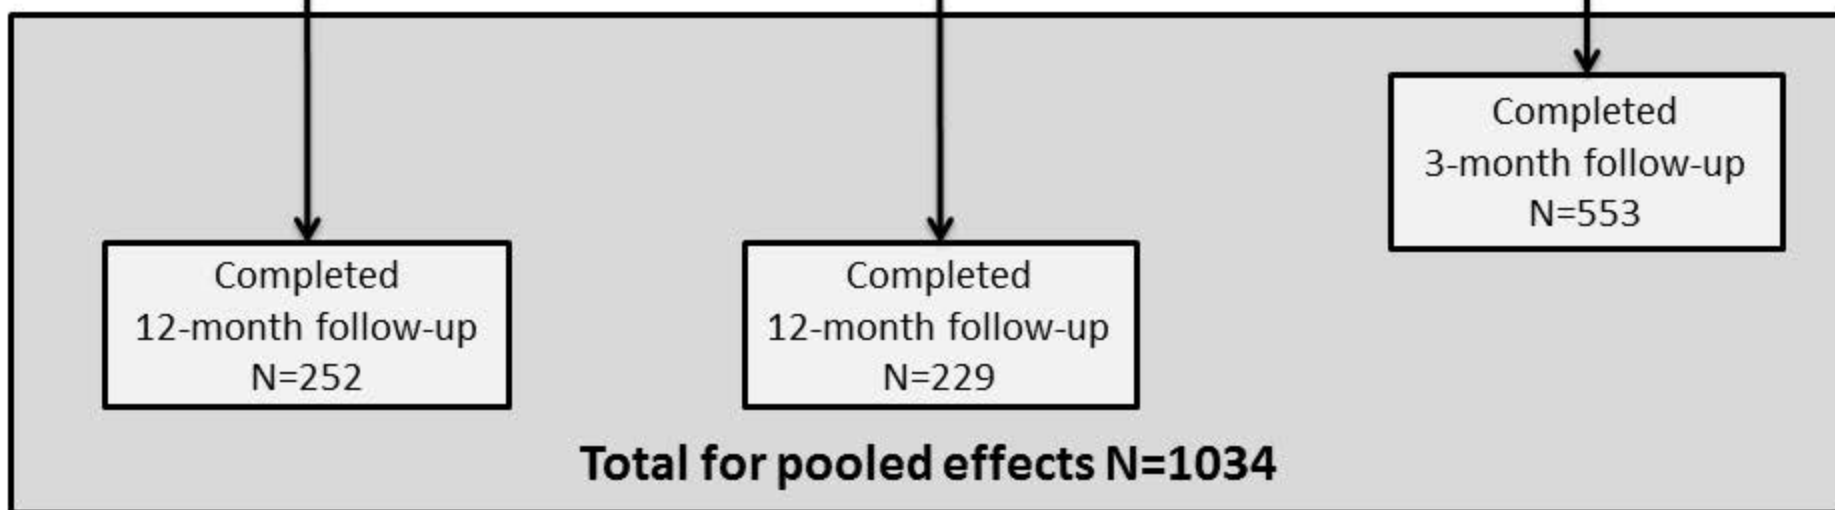 Completed
3-month follow-up
N=553
Completed
12-month follow-up
N=252
Completed
12-month follow-up
N=229
Total for pooled effects N=1034